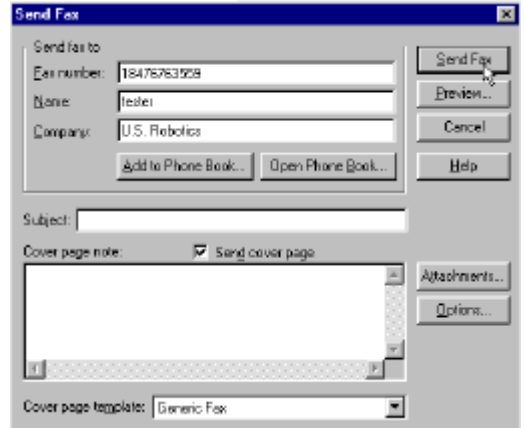 Send Fax
Send fax to
Fax number: 18476763559
Name: tester
Company: U.S. Robotics
Add to Phone Book... Open Phone Book...
Send Fax
Preview...
Cancel
Help
Subject:
Cover page note: Send cover page
Attachments...
Options...
Cover page template: Generic Fax